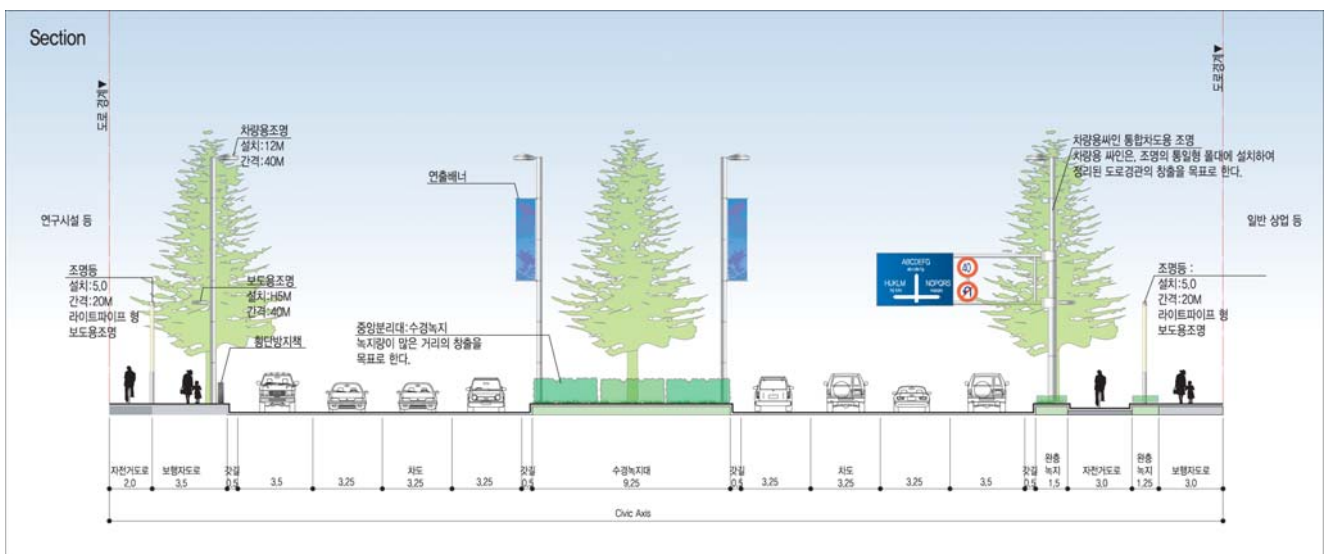 Section
도로 경계▼
도로경계▼
차량용조명
설치:12M
간격:40M
연출배너
차량용싸인 통합차도용 조명
차량용 싸인은, 조명의 통일형 폴대에 설치하여
정리된 도로경관의 창출을 목표로 한다.
연구시설 등
일반 상업 등
조명등
설치:5.0
간격:20M
라이트파이프 형
보도용조명
보도용조명
설치:H5M
간격:40M
횡단방지책
중앙분리대:수경녹지
녹지량이 많은 거리의 창출을
목표로 한다.
ABCDEFG
HIJKLM
NOPQRS
40
조명등 :
설치:5.0
간격:20M
라이트파이프 형
보도용조명
자전거도로 보행자도로 갓길 차도 갓길 수경녹지대 갓길 차도 갓길 완충 녹지 자전거도로 완충 녹지 보행자도로
2.0 3.5 0.5 3.5 3.25 3.25 3.25 0.5 9.25 0.5 3.25 3.25 3.25 3.5 0.5 1.5 3.0 1.25 3.0
Civic Axis